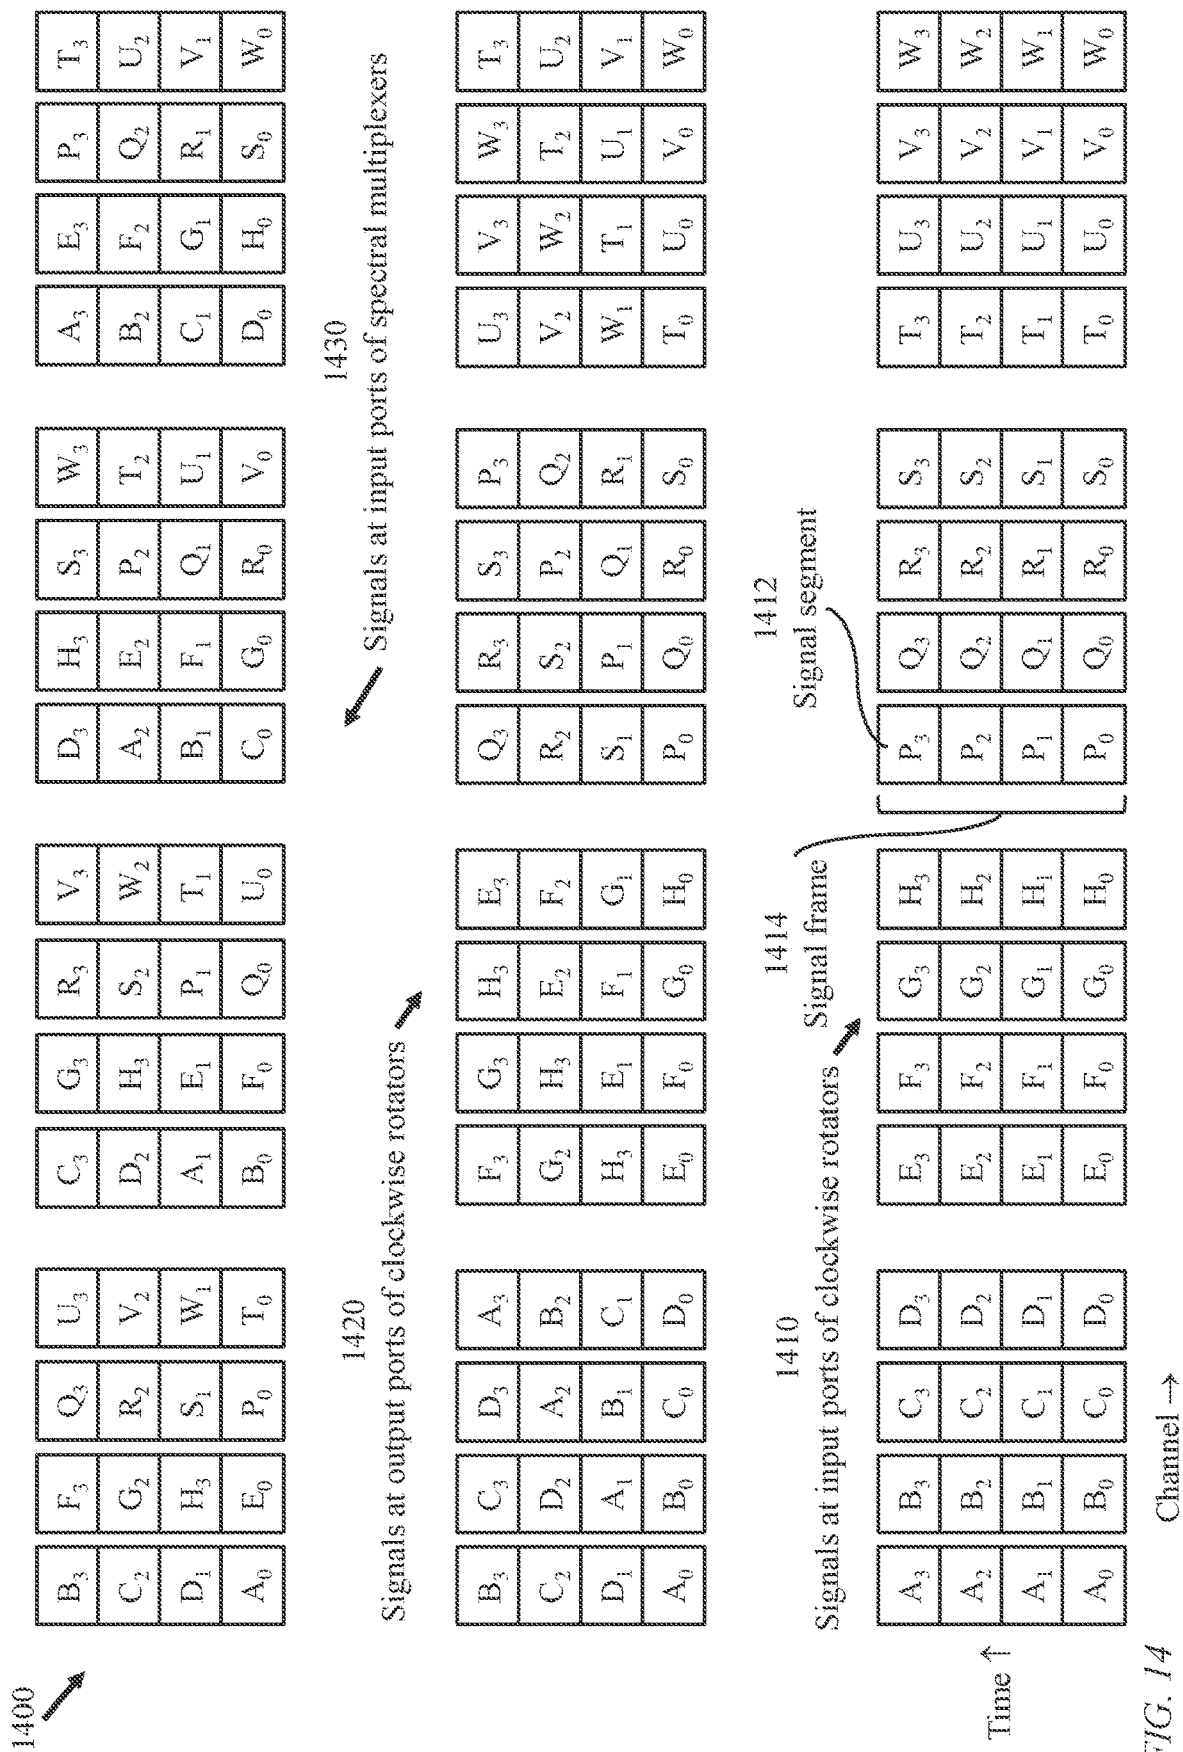 1400
B₃ F₃ Q₃ U₃ C₃ G₃ R₃ V₃ D₃ H₃ S₃ W₃ A₃ E₃ P₃ T₃
C₂ G₂ R₂ V₂ D₂ H₃ S₂ W₂ A₂ E₂ P₂ T₂ B₂ F₂ Q₂ U₂
D₁ H₃ S₁ W₁ A₁ E₁ P₁ T₁ B₁ F₁ Q₁ U₁ C₁ G₁ R₁ V₁
A₀ E₀ P₀ T₀ B₀ F₀ Q₀ U₀ C₀ G₀ R₀ V₀ D₀ H₀ S₀ W₀
1430
Signals at input ports of spectral multiplexers
1420
Signals at output ports of clockwise rotators
B₃ C₃ D₃ A₃ F₃ G₃ H₃ E₃ Q₃ R₃ S₃ P₃ U₃ V₃ W₃ T₃
C₂ D₂ A₂ B₂ G₂ H₃ E₂ F₂ R₂ S₂ P₂ Q₂ V₂ W₂ T₂ U₂
D₁ A₁ B₁ C₁ H₃ E₁ F₁ G₁ S₁ P₁ Q₁ R₁ W₁ T₁ U₁ V₁
A₀ B₀ C₀ D₀ E₀ F₀ G₀ H₀ P₀ Q₀ R₀ S₀ T₀ U₀ V₀ W₀
1412
Signal segment
1414
Signal frame
1410
Signals at input ports of clockwise rotators
A₃ B₃ C₃ D₃ E₃ F₃ G₃ H₃ P₃ Q₃ R₃ S₃ T₃ U₃ V₃ W₃
A₂ B₂ C₂ D₂ E₂ F₂ G₂ H₂ P₂ Q₂ R₂ S₂ T₂ U₂ V₂ W₂
A₁ B₁ C₁ D₁ E₁ F₁ G₁ H₁ P₁ Q₁ R₁ S₁ T₁ U₁ V₁ W₁
A₀ B₀ C₀ D₀ E₀ F₀ G₀ H₀ P₀ Q₀ R₀ S₀ T₀ U₀ V₀ W₀
Time ↑
Channel →
FIG. 14